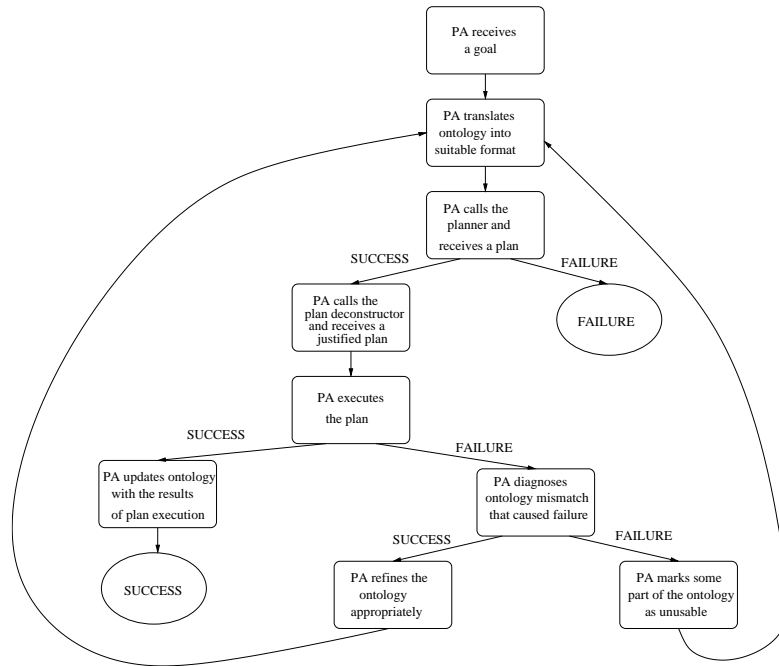 PA receives
a goal
PA translates
ontology into
suitable format
PA calls the
planner and
receives a plan
SUCCESS
FAILURE
PA calls the
plan deconstructor
and receives a
justified plan
FAILURE
PA executes
the plan
SUCCESS
FAILURE
PA updates ontology
with the results
of plan execution
PA diagnoses
ontology mismatch
that caused failure
SUCCESS
FAILURE
SUCCESS
PA refines the
ontology
appropriately
PA marks some
part of the ontology
as unusable